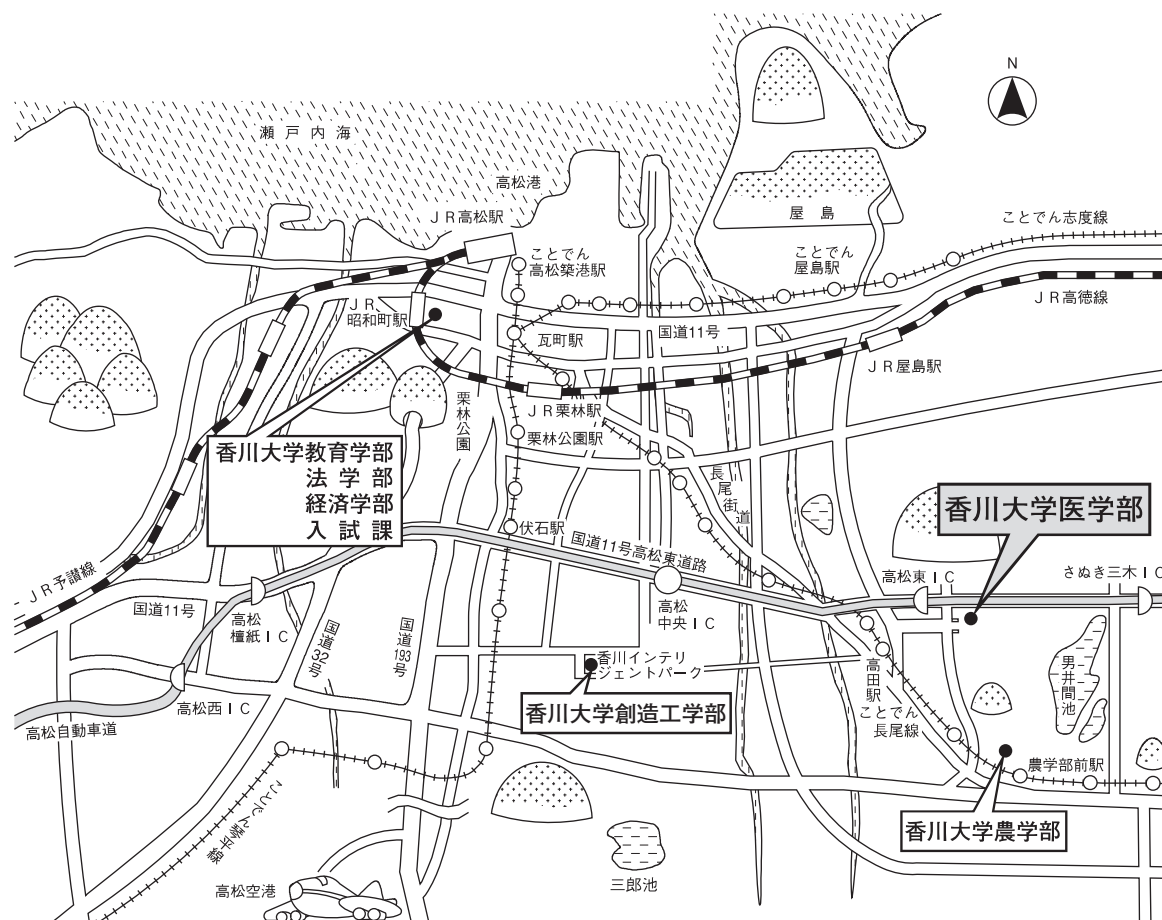 N
瀬戸内海
高松港
JR高松駅
ことでん
高松築港駅
屋島
ことでん志度線
ことでん
屋島駅
JR高徳線
JR
昭和町駅
瓦町駅
国道11号
JR屋島駅
JR栗林駅
栗林公園
栗林公園駅
香川大学教育学部
法学部
経済学部
入試課
長尾街道
香川大学医学部
伏石駅
国道11号高松東道路
高松東IC
さぬき三木IC
JR予讃線
国道11号
高松
檀紙IC
高松
中央IC
国道32号
国道193号
香川インテリ
ジェントパーク
高田駅
男井間池
高松西IC
香川大学創造工学部
ことでん
長尾線
高松自動車道
農学部前駅
ことでん琴平線
香川大学農学部
三郎池
高松空港